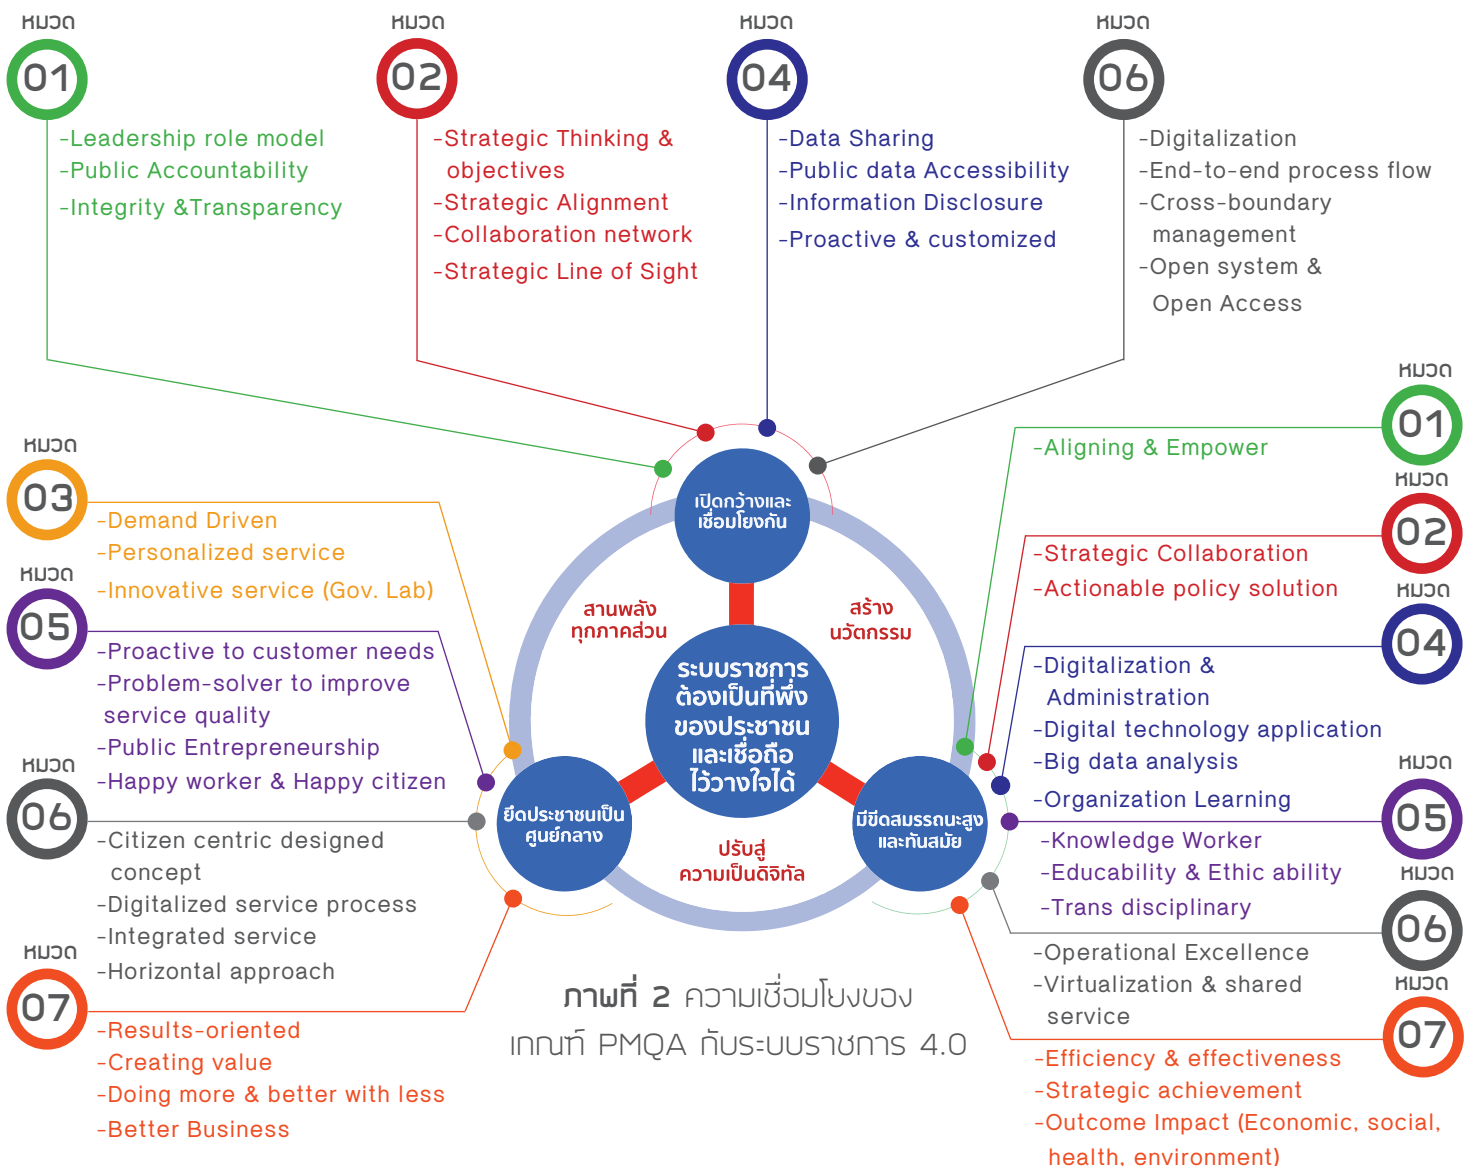 หมวด
01
-Leadership role model
-Public Accountability
-Integrity &Transparency
หมวด
02
-Strategic Thinking &
objectives
-Strategic Alignment
-Collaboration network
-Strategic Line of Sight
หมวด
04
-Data Sharing
-Public data Accessibility
-Information Disclosure
-Proactive & customized
หมวด
06
-Digitalization
-End-to-end process flow
-Cross-boundary
management
-Open system &
Open Access
หมวด
03
-Demand Driven
-Personalized service
-Innovative service (Gov. Lab)
หมวด
05
-Proactive to customer needs
-Problem-solver to improve
service quality
-Public Entrepreneurship
-Happy worker & Happy citizen
หมวด
06
-Citizen centric designed
concept
-Digitalized service process
-Integrated service
-Horizontal approach
หมวด
07
-Results-oriented
-Creating value
-Doing more & better with less
-Better Business
เปิดกว้างและ
เชื่อมโยงกัน
สานพลัง
ทุกภาคส่วน
สร้าง
นวัตกรรม
ระบบราชการ
ต้องเป็นที่พึ่ง
ของประชาชน
และเชื่อถือ
ไว้วางใจได้
ยึดประชาชนเป็น
ศูนย์กลาง
มีขีดสมรรถนะสูง
และทันสมัย
ปรับสู่
ความเป็นดิจิทัล
หมวด
01
-Aligning & Empower
หมวด
02
-Strategic Collaboration
-Actionable policy solution
หมวด
04
-Digitalization &
Administration
-Digital technology application
-Big data analysis
-Organization Learning
หมวด
05
-Knowledge Worker
-Educability & Ethic ability
-Trans disciplinary
หมวด
06
-Operational Excellence
-Virtualization & shared
service
หมวด
07
-Efficiency & effectiveness
-Strategic achievement
-Outcome Impact (Economic, social,
health, environment)
ภาพที่ 2 ความเชื่อมโยงของ
เกณฑ์ PMQA กับระบบราชการ 4.0